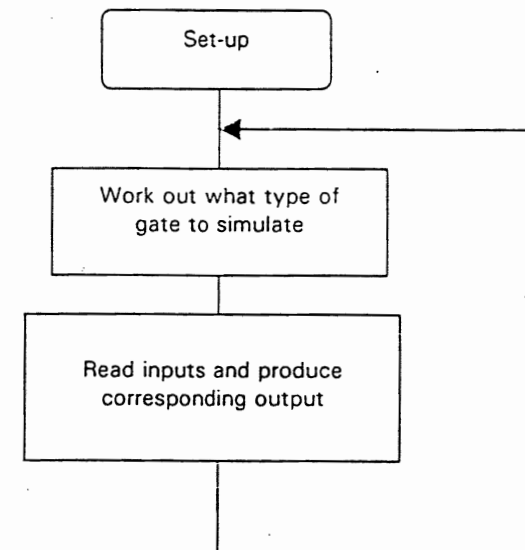 Set-up
Work out what type of
gate to simulate
Read inputs and produce
corresponding output